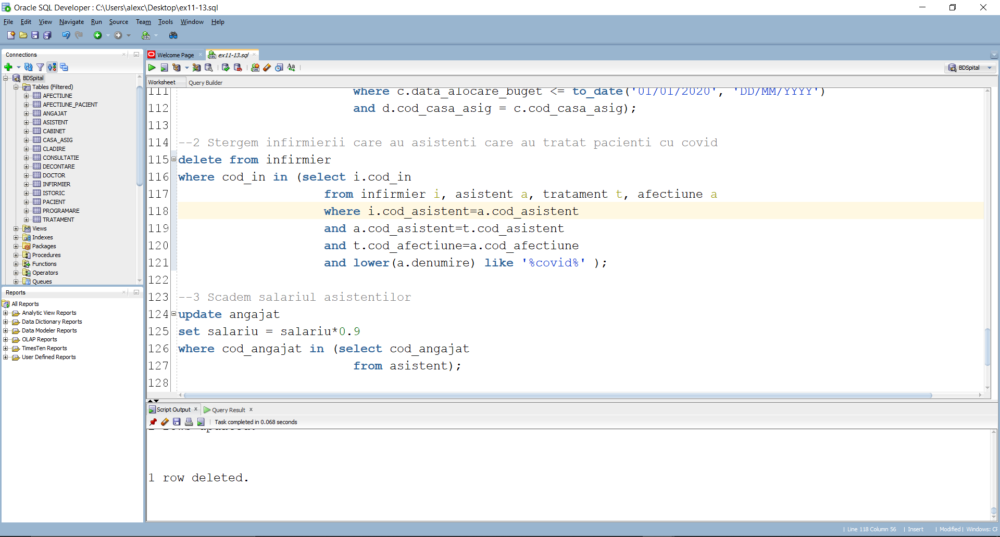 Oracle SQL Developer : C:\Users\alexc\Desktop\ex11-13.sql
File Edit View Navigate Run Source Team Tools Window Help
Connections
BDSpital
Tables (Filtered)
AFECTIUNE
AFECTIUNE_PACIENT
ANGAJAT
ASISTENT
CABINET
CASA_ASIG
CLADIRE
CONSULTATIE
DECONTARE
DOCTOR
INFIRMIER
ISTORIC
PACIENT
PROGRAMARE
TRATAMENT
Views
Indexes
Packages
Procedures
Functions
Operators
Queues
Reports
All Reports
Analytic View Reports
Data Dictionary Reports
Data Modeler Reports
OLAP Reports
TimesTen Reports
User Defined Reports
Welcome Page ex11-13.sql
BDSpital
Worksheet Query Builder
111 where c.data_alocare_buget <= to_date('01/01/2020', 'DD/MM/YYYY')
112 and d.cod_casa_asig = c.cod_casa_asig);
113
114 --2 Stergem infirmierii care au asistenti care au tratat pacienti cu covid
115 delete from infirmier
116 where cod_in in (select i.cod_in
117 from infirmier i, asistent a, tratament t, afectiune a
118 where i.cod_asistent=a.cod_asistent
119 and a.cod_asistent=t.cod_asistent
120 and t.cod_afectiune=a.cod_afectiune
121 and lower(a.denumire) like '%covid%' );
122
123 --3 Scadem salariul asistentilor
124 update angajat
125 set salariu = salariu*0.9
126 where cod_angajat in (select cod_angajat
127 from asistent);
128
Script Output Query Result
Task completed in 0.068 seconds
1 row deleted.
Line 118 Column 56 Insert Modified Windows: